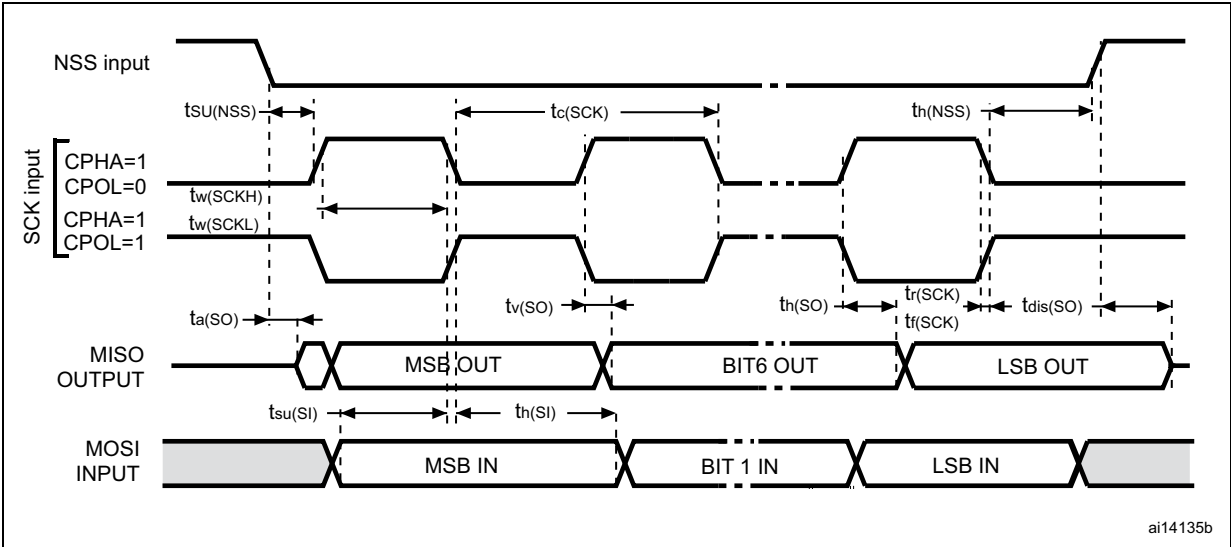 NSS input
tSU(NSS)
tc(SCK)
th(NSS)
SCK input
CPHA=1
CPOL=0
tw(SCKH)
CPHA=1
tw(SCKL)
CPOL=1
ta(SO)
tv(SO)
th(SO)
tr(SCK)
tf(SCK)
tdis(SO)
MISO
OUTPUT
MSB OUT
BIT6 OUT
LSB OUT
tsu(SI)
th(SI)
MOSI
INPUT
MSB IN
BIT 1 IN
LSB IN
ai14135b